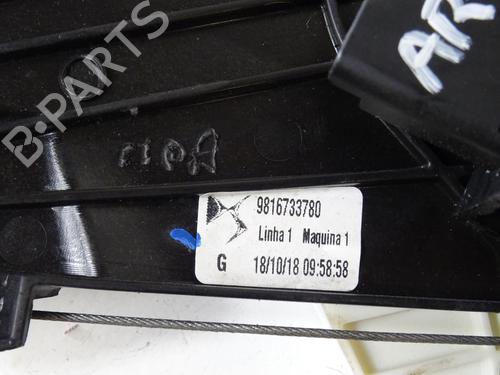 B-PARTS
AR
9816733780
Linha 1 Maquina 1
G 18/10/18 09:58:58